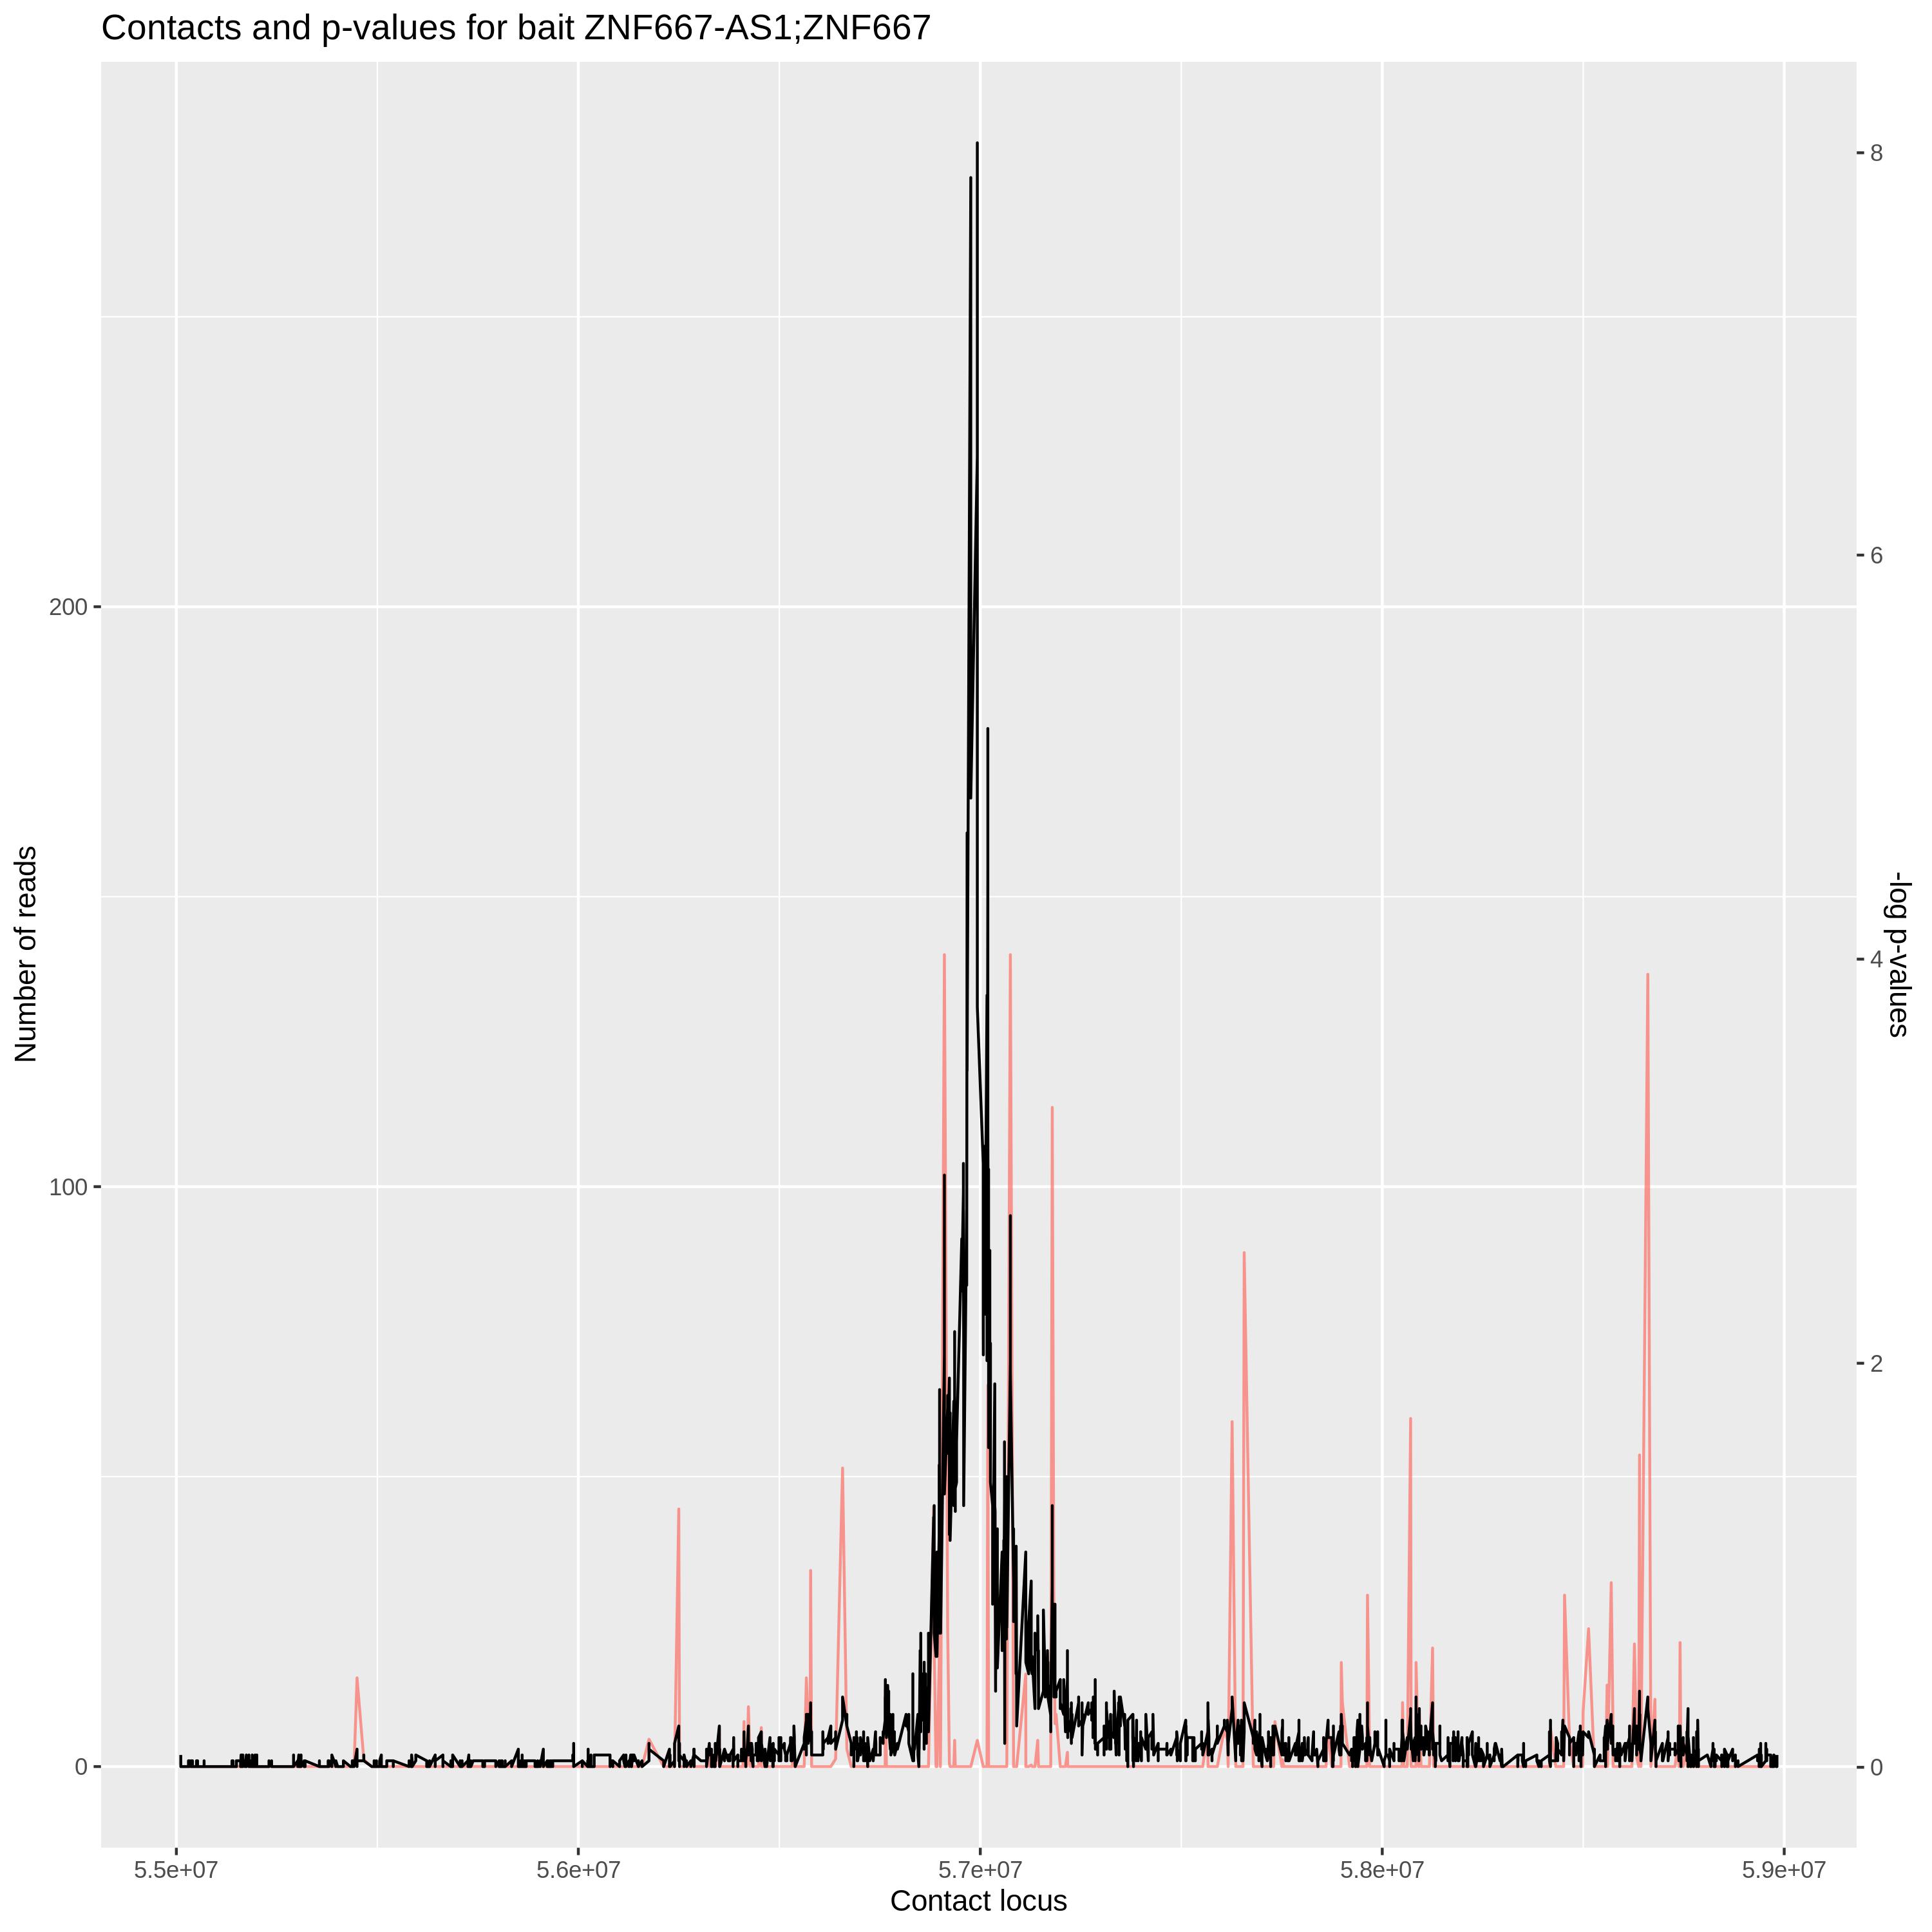 Contacts and p-values for bait ZNF667-AS1;ZNF667
Number of reads
200
100
0
8
6
4
2
0
-log p-values
5.5e+07
5.6e+07
5.7e+07
5.8e+07
5.9e+07
Contact locus